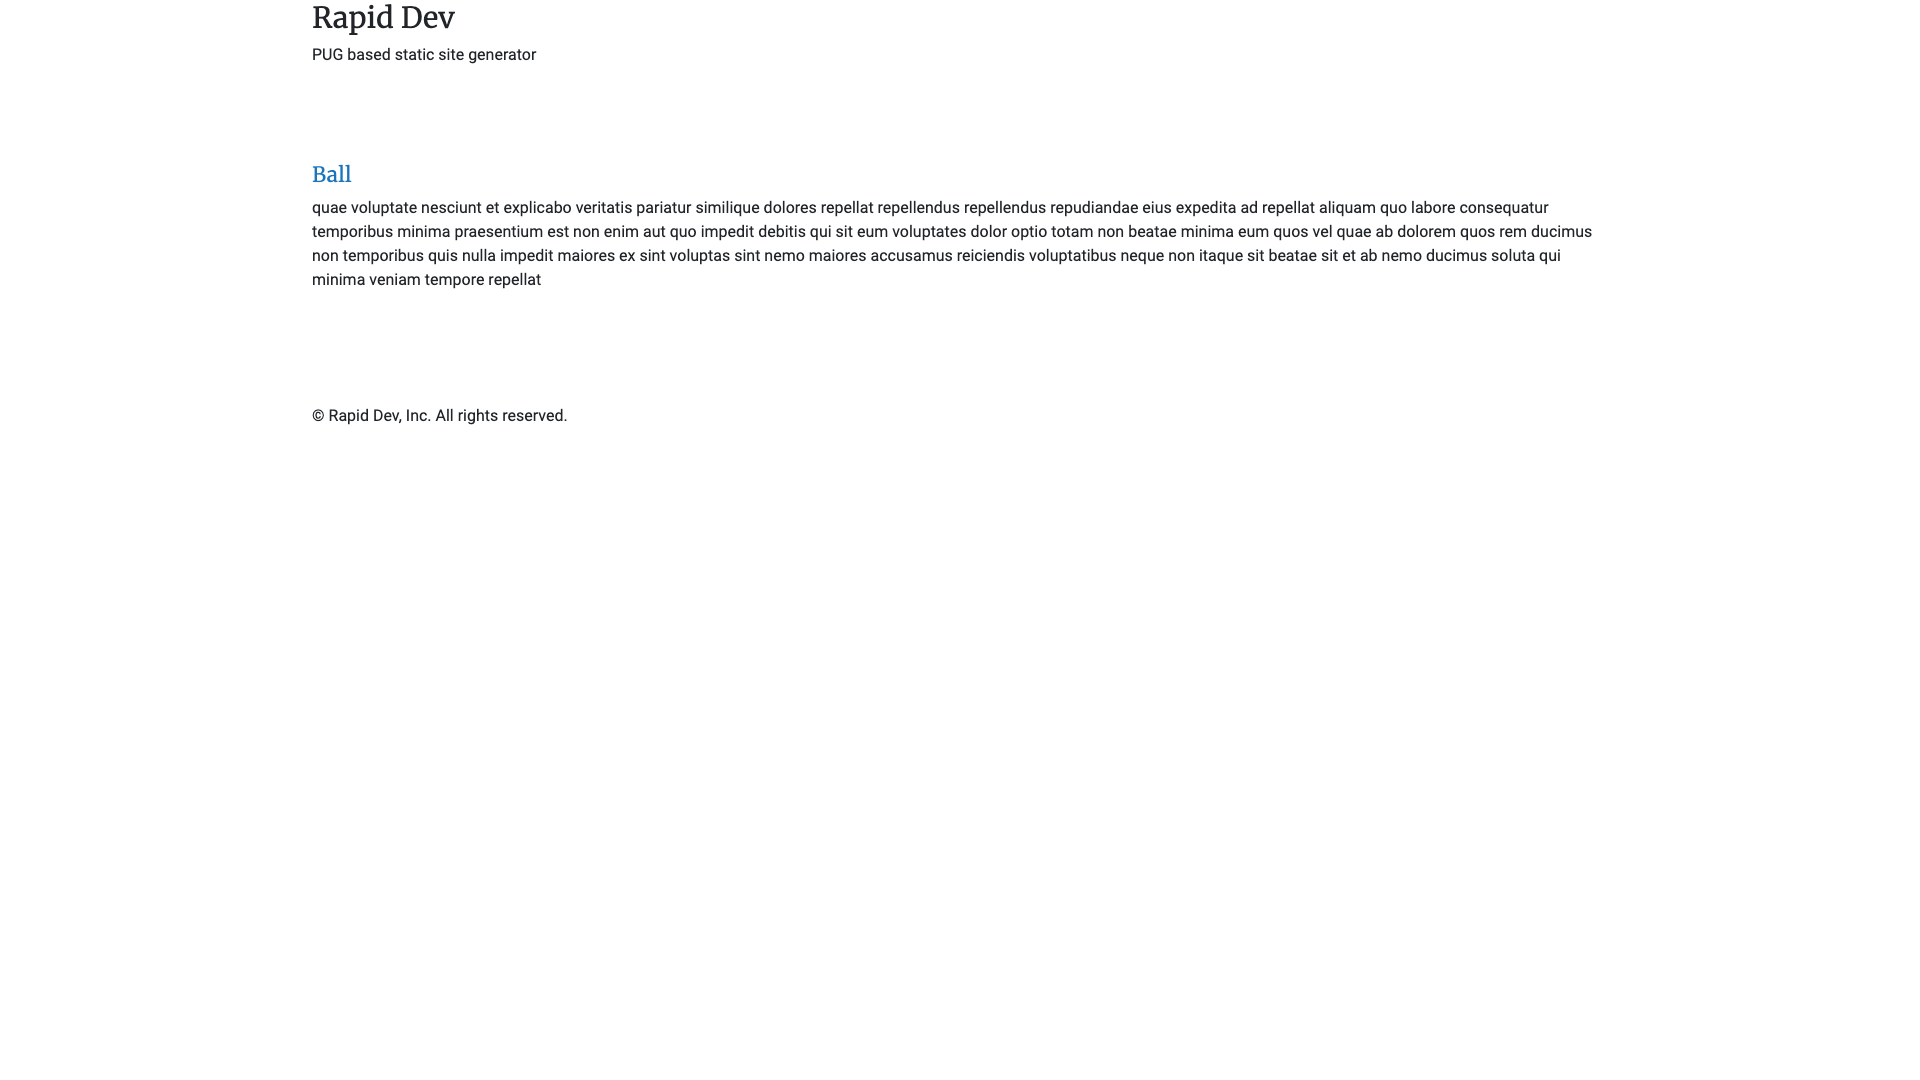 Rapid Dev
PUG based static site generator
Ball
quae voluptate nesciunt et explicabo veritatis pariatur similique dolores repellat repellendus repellendus repudiandae eius expedita ad repellat aliquam quo labore consequatur
temporibus minima praesentium est non enim aut quo impedit debitis qui sit eum voluptates dolor optio totam non beatae minima eum quos vel quae ab dolorem quos rem ducimus
non temporibus quis nulla impedit maiores ex sint voluptas sint nemo maiores accusamus reiciendis voluptatibus neque non itaque sit beatae sit et ab nemo ducimus soluta qui
minima veniam tempore repellat
© Rapid Dev, Inc. All rights reserved.